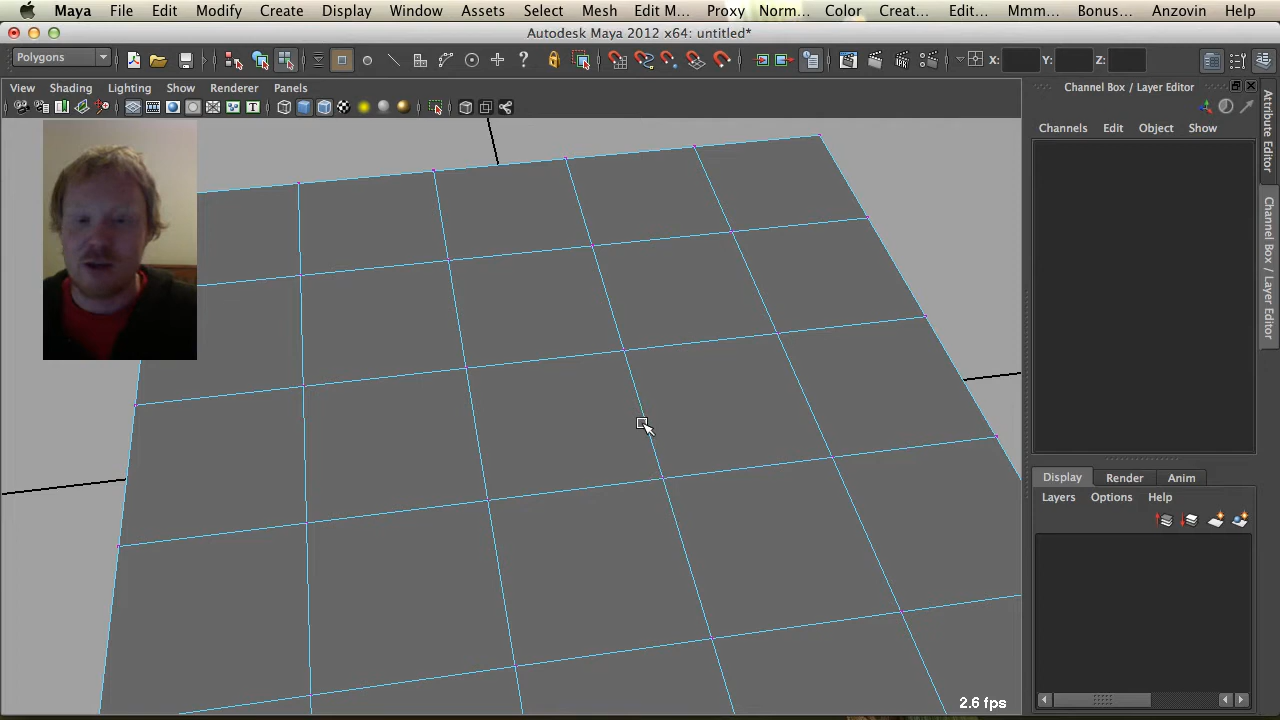 Maya File Edit Modify Create Display Window Assets Select Mesh Edit M... Proxy Norm... Color Creat... Edit... Mmm... Bonus... Anzovin Help
Autodesk Maya 2012 x64: untitled*
Polygons X: Y: Z:
View Shading Lighting Show Renderer Panels
Channel Box / Layer Editor
Channels Edit Object Show
Attribute Editor
Channel Box / Layer Editor
Display Render Anim
Layers Options Help
2.6 fps